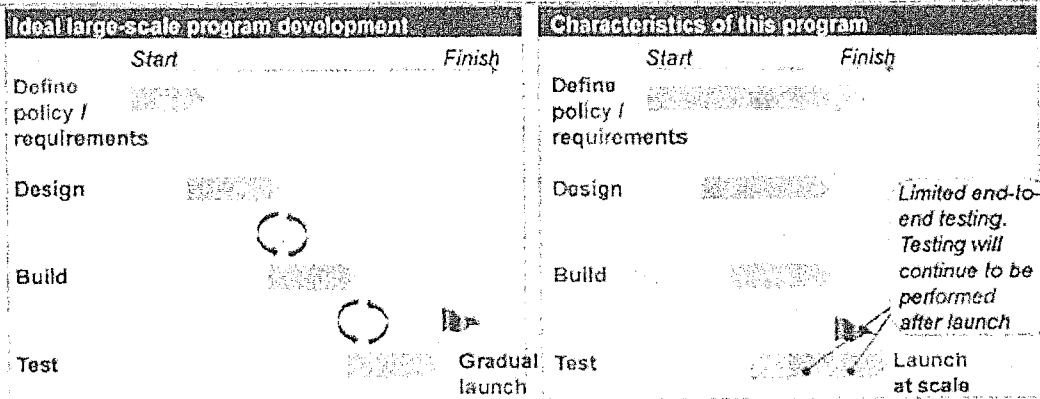 Ideal large-scale program development
Start
Finish
Define
policy /
requirements
Design
Build
Test
Gradual
launch
Characteristics of this program
Start
Finish
Define
policy /
requirements
Design
Limited end-to-
end testing.
Testing will
continue to be
performed
after launch
Build
Test
Launch
at scale